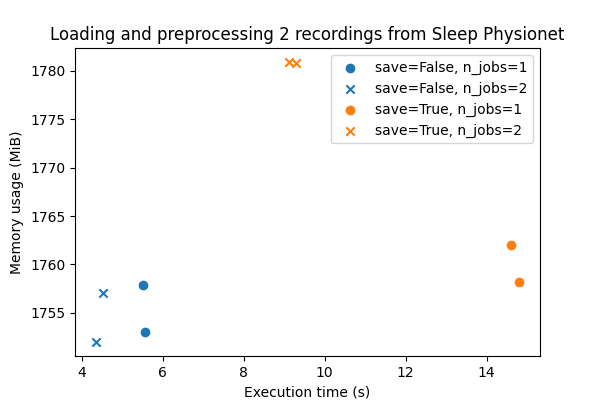 Loading and preprocessing 2 recordings from Sleep Physionet
save=False, n_jobs=1
save=False, n_jobs=2
save=True, n_jobs=1
save=True, n_jobs=2
Memory usage (MiB)
1780
1775
1770
1765
1760
1755
4 6 8 10 12 14
Execution time (s)